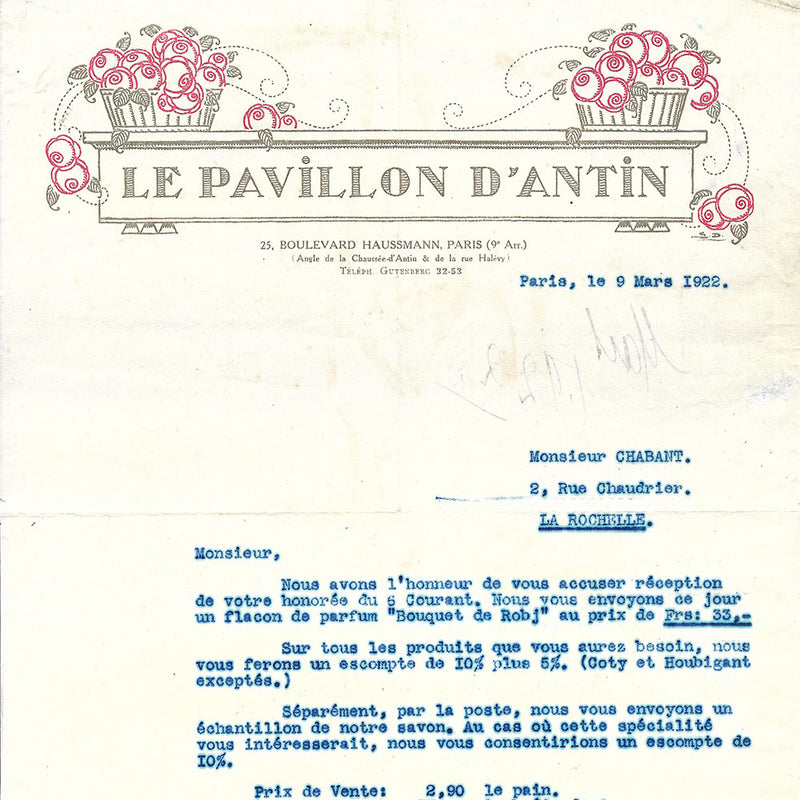 LE PAVILLON D'ANTIN
S. D.
25, BOULEVARD HAUSSMANN, PARIS (9e Arr.)
(Angle de la Chaussée-d'Antin & de la rue Halévy)
TÉLÉPH. GUTENBERG 32-53
Paris, le 9 Mars 1922.
Monsieur CHABANT.
2, Rue Chaudrier.
LA ROCHELLE.
Monsieur,
Nous avons l'honneur de vous accuser réception
de votre honorée du 6 Courant. Nous vous envoyons ce jour
un flacon de parfum "Bouquet de Robj" au prix de Frs: 33,-
Sur tous les produits que vous aurez besoin, nous
vous ferons un escompte de 10% plus 5%. (Coty et Houbigant
exceptés.)
Séparément, par la poste, nous vous envoyons un
échantillon de notre savon. Au cas où cette spécialité
vous intéresserait, nous vous consentirions un escompte de
10%.
Prix de Vente: 2,90 le pain.